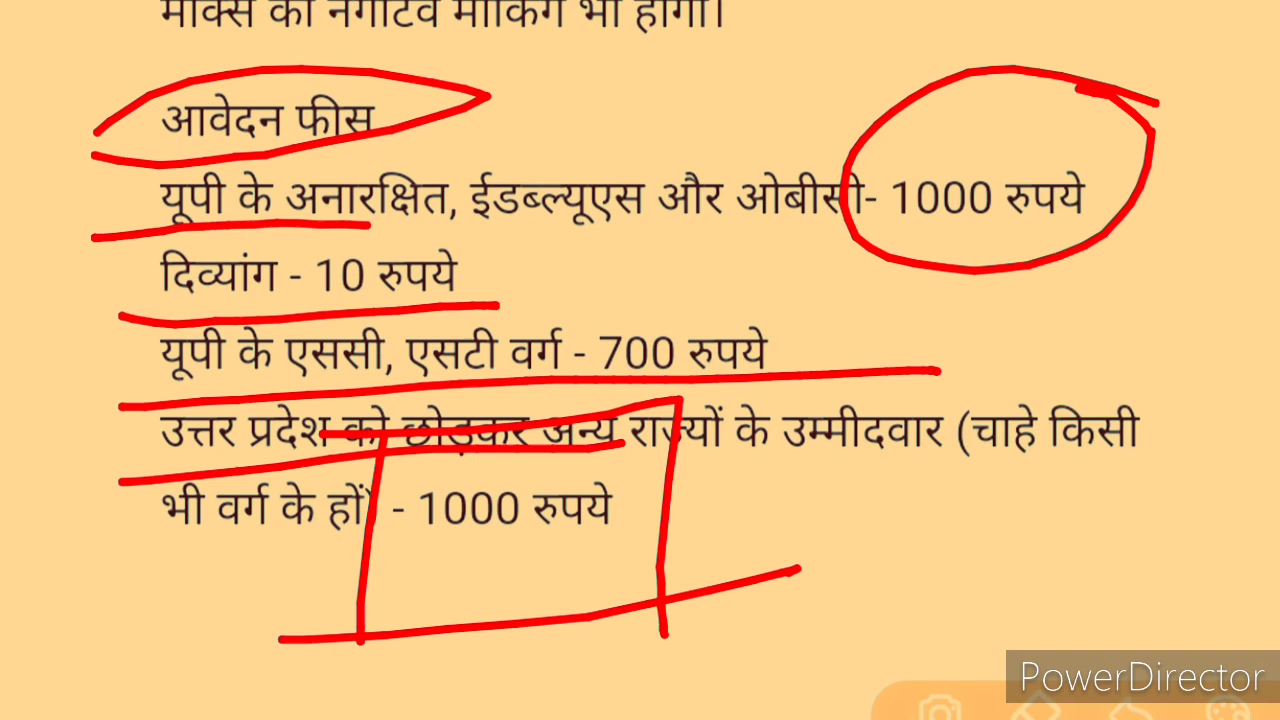 मार्क्स की नेगेटिव मार्किंग भी होगी।
आवेदन फीस
यूपी के अनारक्षित, ईडब्ल्यूएस और ओबीसी- 1000 रुपये
दिव्यांग - 10 रुपये
यूपी के एससी, एसटी वर्ग - 700 रुपये
उत्तर प्रदेश को छोड़कर अन्य राज्यों के उम्मीदवार (चाहे किसी
भी वर्ग के हों) - 1000 रुपये
PowerDirector